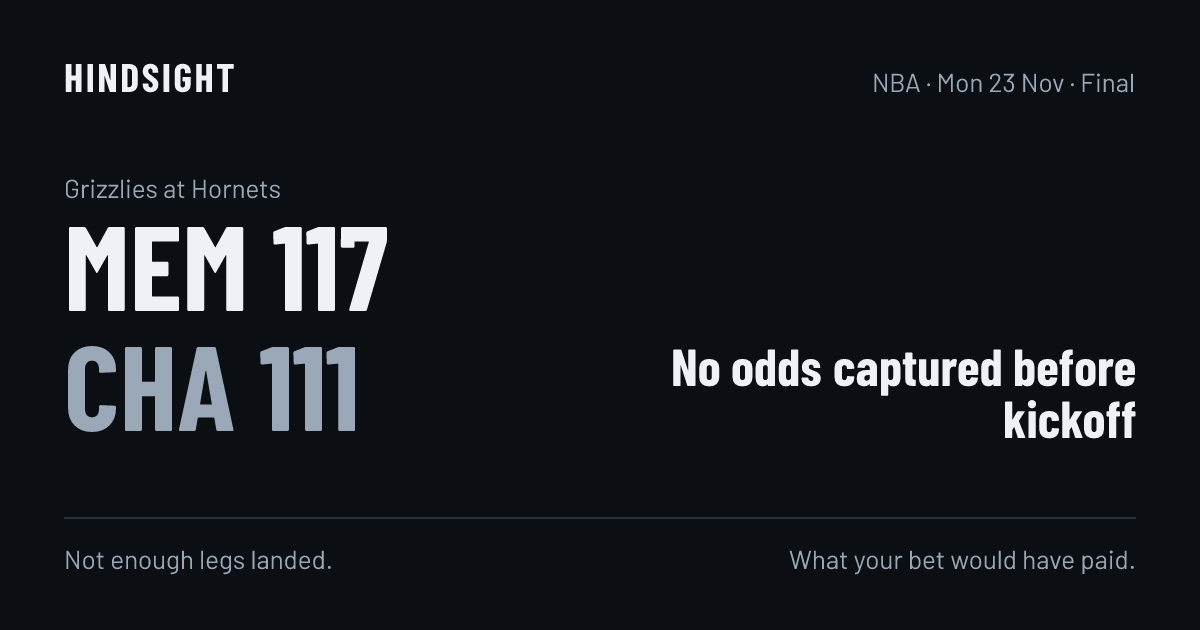 HINDSIGHT
NBA · Mon 23 Nov · Final
Grizzlies at Hornets
MEM 117
CHA 111
No odds captured before
kickoff
Not enough legs landed.
What your bet would have paid.